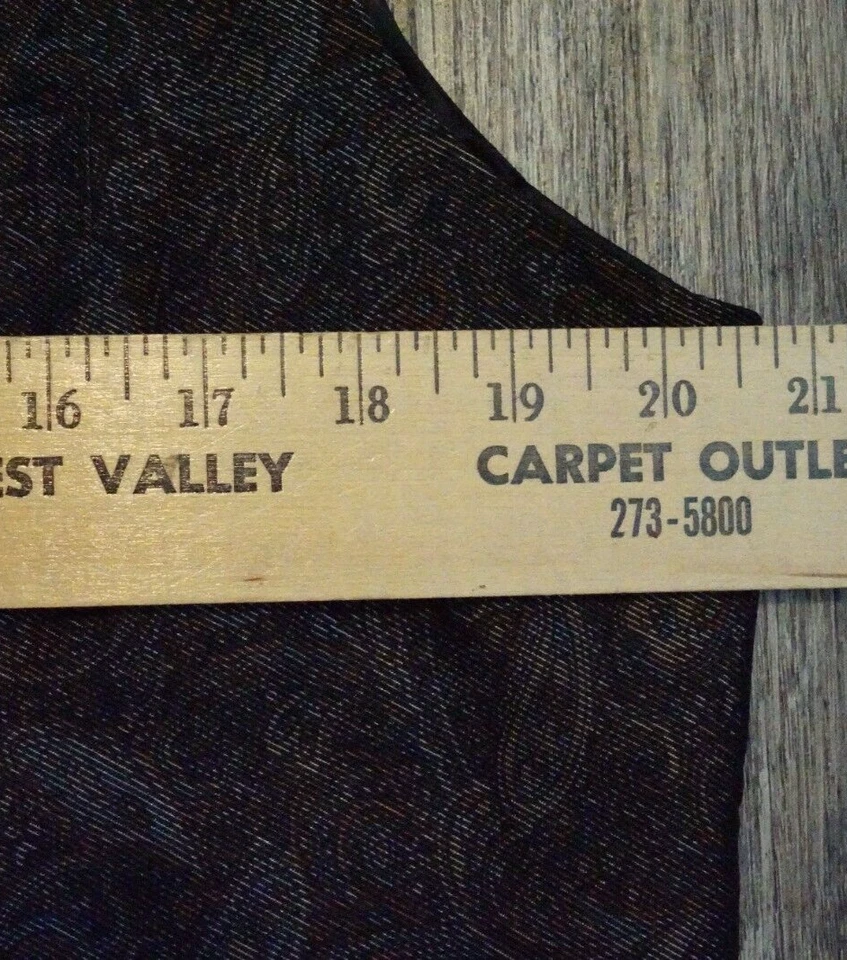 16 17 18 19 20 21
EST VALLEY CARPET OUTLE
273-5800